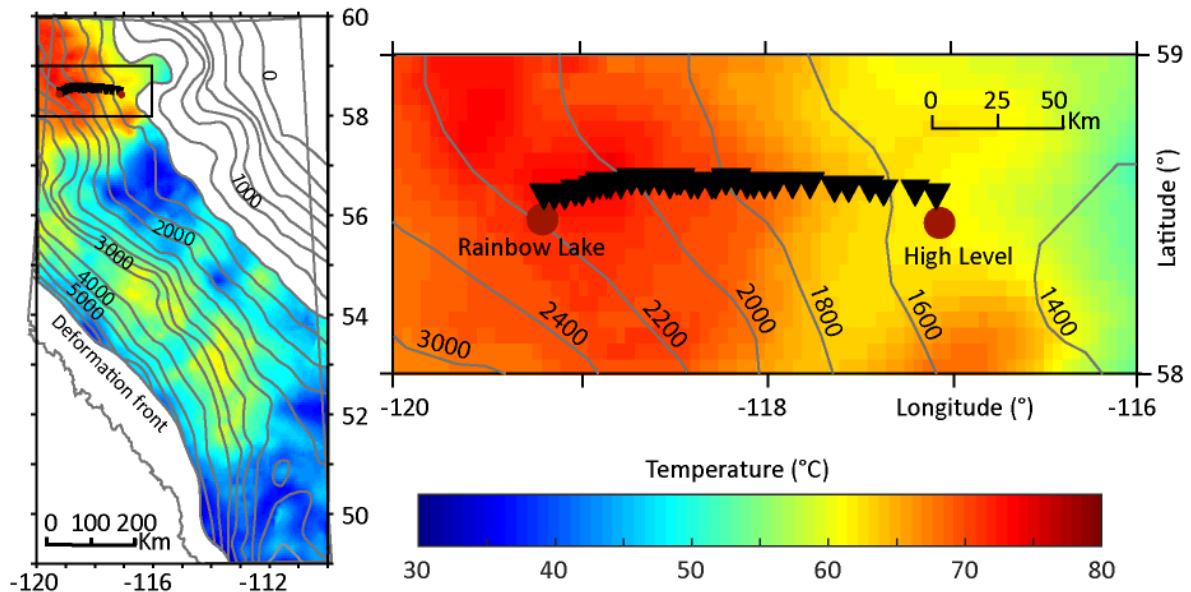 60
58
56
54
52
50
0
1000
2000
3000
4000
5000
Deformation front
0 100 200
Km
-120 -116 -112
59
58
Latitude (°)
0 25 50
Km
Rainbow Lake
High Level
3000
2400
2200
2000
1800
1600
1400
-120 -118 Longitude (°) -116
Temperature (°C)
30 40 50 60 70 80